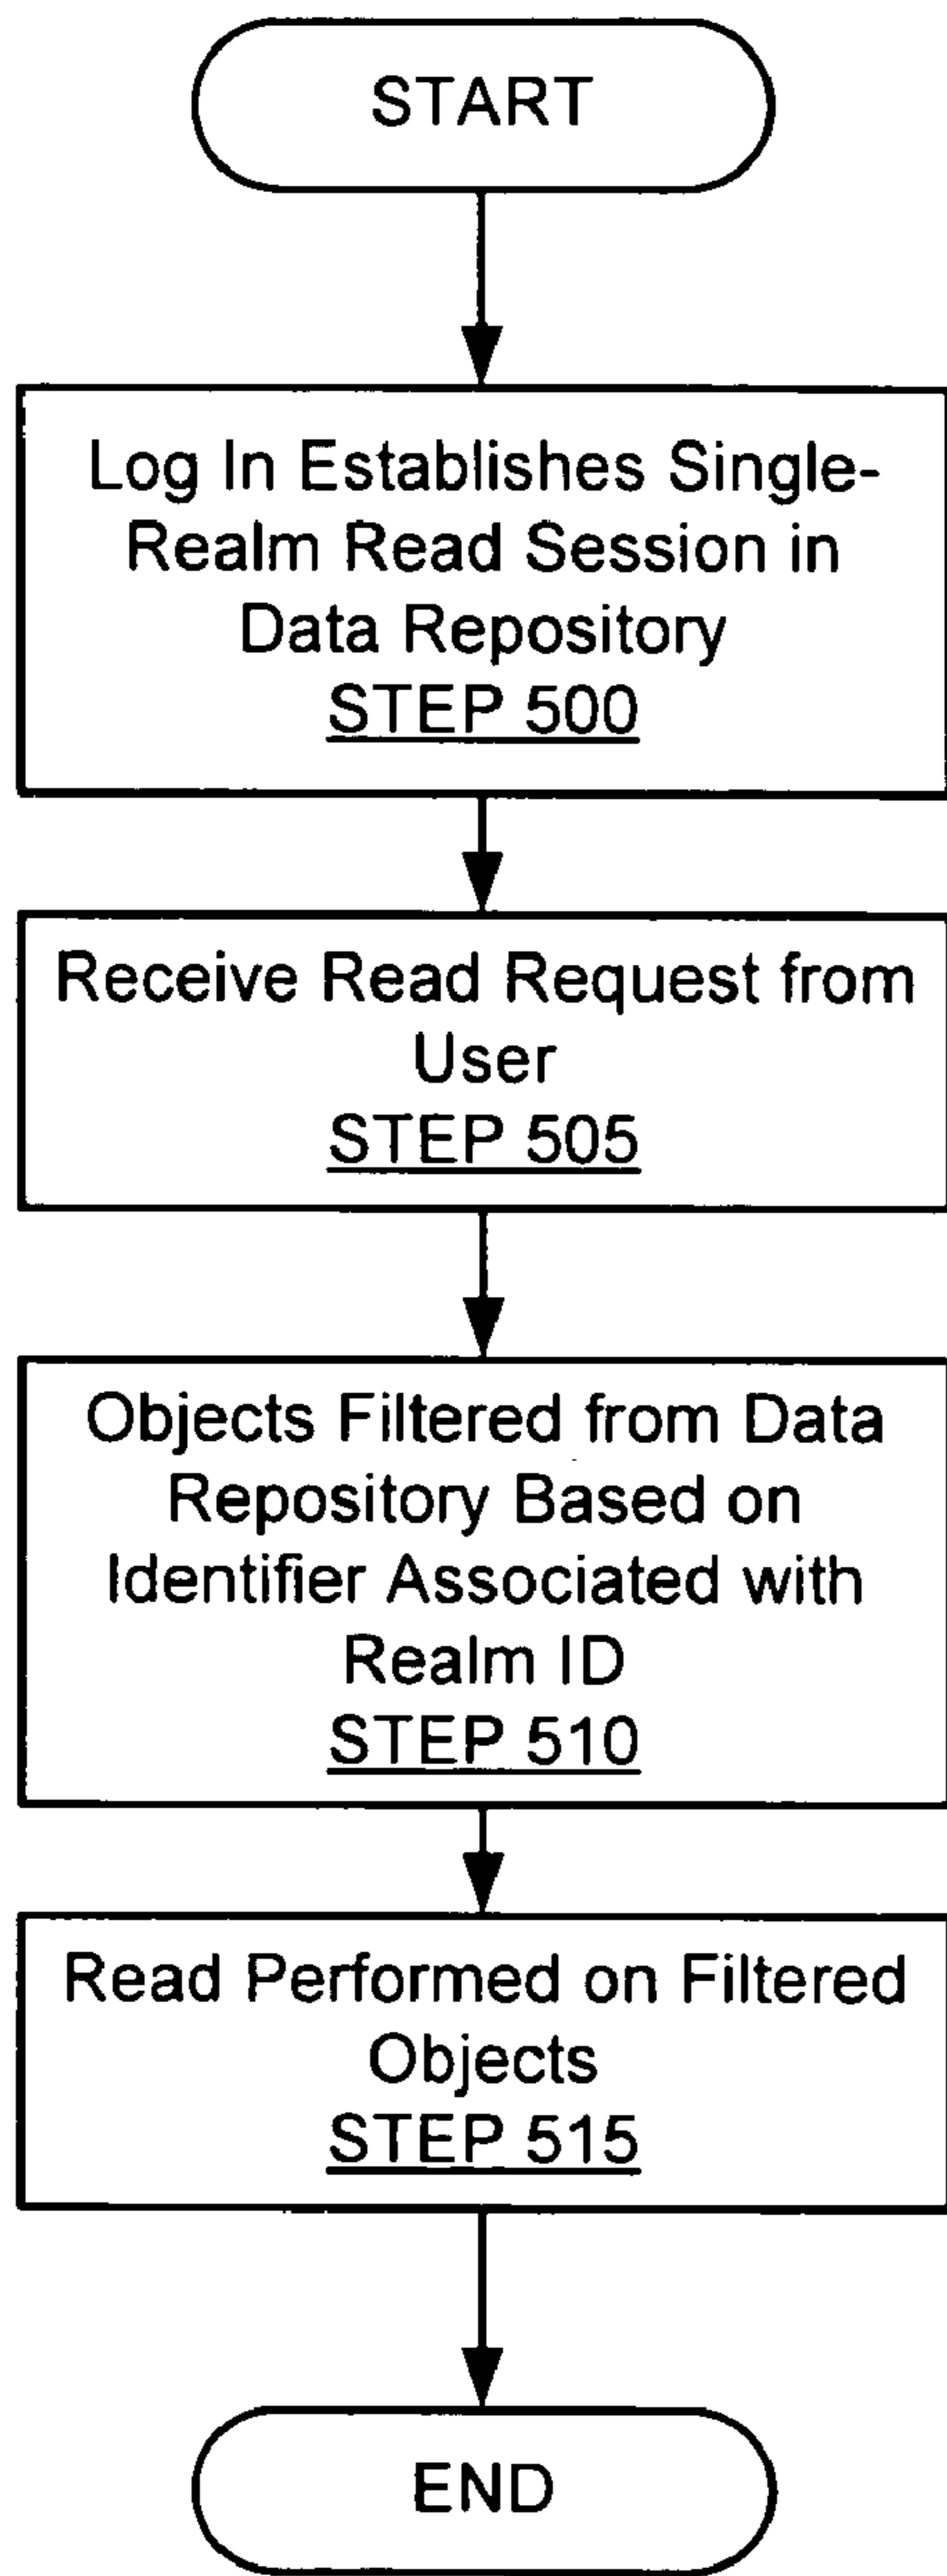 START
Log In Establishes Single-
Realm Read Session in
Data Repository
STEP 500
Receive Read Request from
User
STEP 505
Objects Filtered from Data
Repository Based on
Identifier Associated with
Realm ID
STEP 510
Read Performed on Filtered
Objects
STEP 515
END